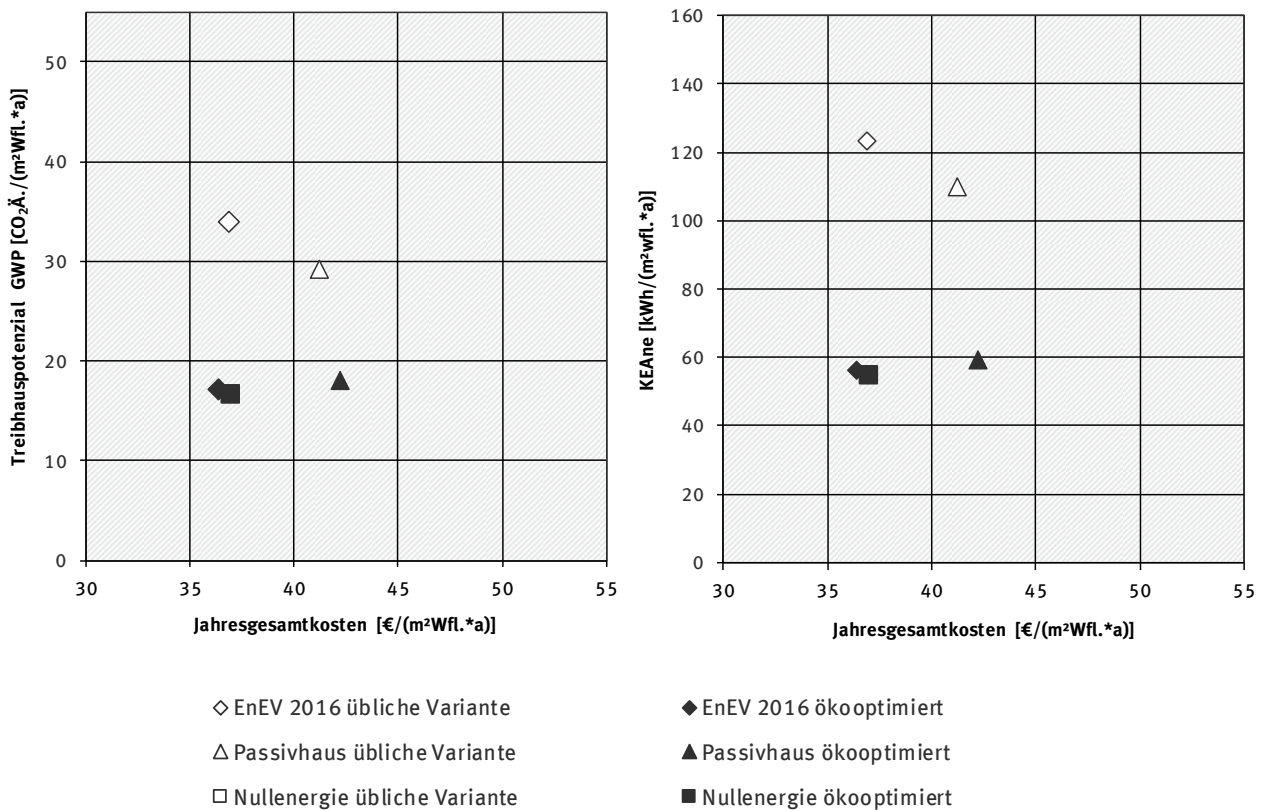 Treibhauspotenzial GWP [CO₂Ä./(m²Wfl.*a)]
50
40
30
20
10
0
30 35 40 45 50 55
Jahresgesamtkosten [€/(m²Wfl.*a)]
KEAne [kWh/(m²wfl.*a)]
160
140
120
100
80
60
40
20
0
30 35 40 45 50 55
Jahresgesamtkosten [€/(m²Wfl.*a)]
EnEV 2016 übliche Variante
Passivhaus übliche Variante
Nullenergie übliche Variante
EnEV 2016 ökooptimiert
Passivhaus ökooptimiert
Nullenergie ökooptimiert